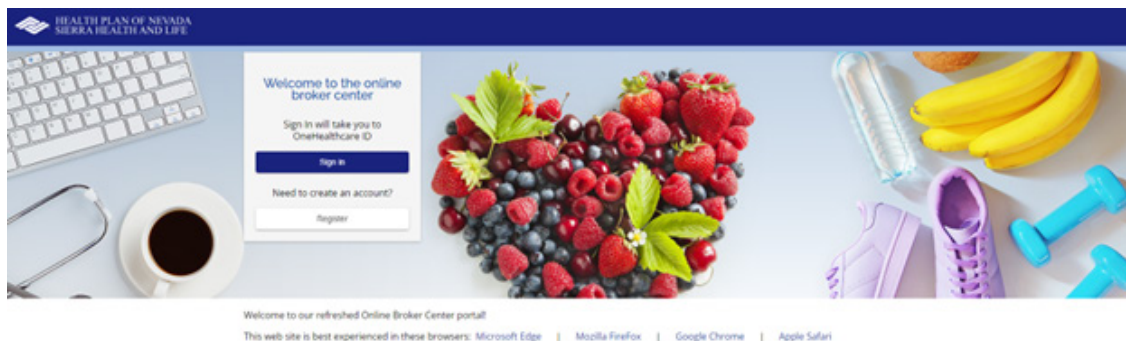 HEALTH PLAN OF NEVADA
SIERRA HEALTH AND LIFE
Welcome to the online
broker center
Sign In will take you to
OneHealthcare ID
Sign in
Need to create an account?
Register
Welcome to our refreshed Online Broker Center portal!
This web site is best experienced in these browsers: Microsoft Edge | Mozilla FireFox | Google Chrome | Apple Safari